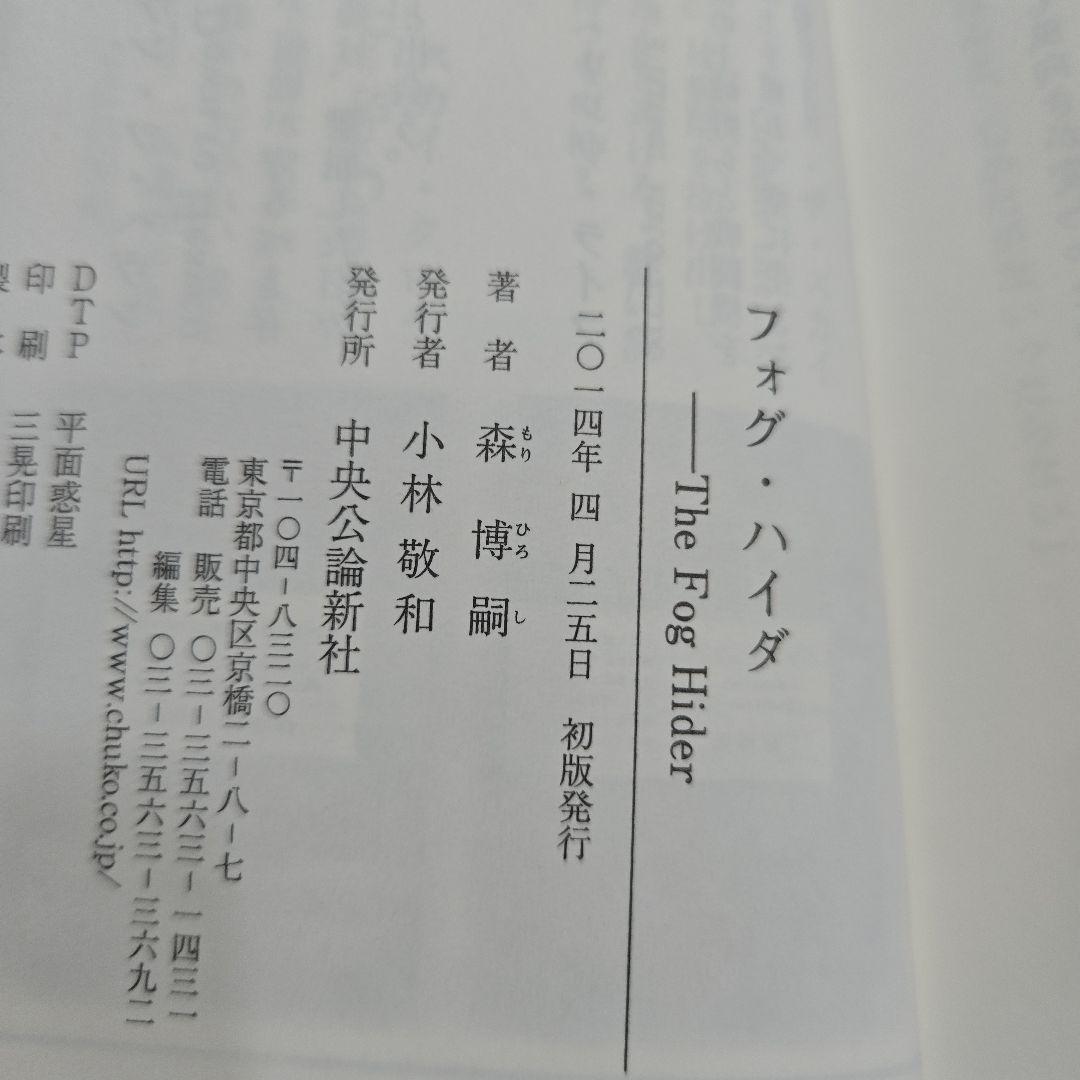 フォグ・ハイダ
――The Fog Hider
二〇一四年 四 月二五日 初版発行
著 者 森 博 嗣
もり ひろ し
発行者 小 林 敬 和
発行所 中央公論新社
〒一〇四-八三二〇
東京都中央区京橋二-八-七
電話 販売 〇三-三五六三-一四三一
編集 〇三-三五六三-三六九二
URL http://www.chuko.co.jp/
DTP 平面惑星
印 刷 三晃印刷